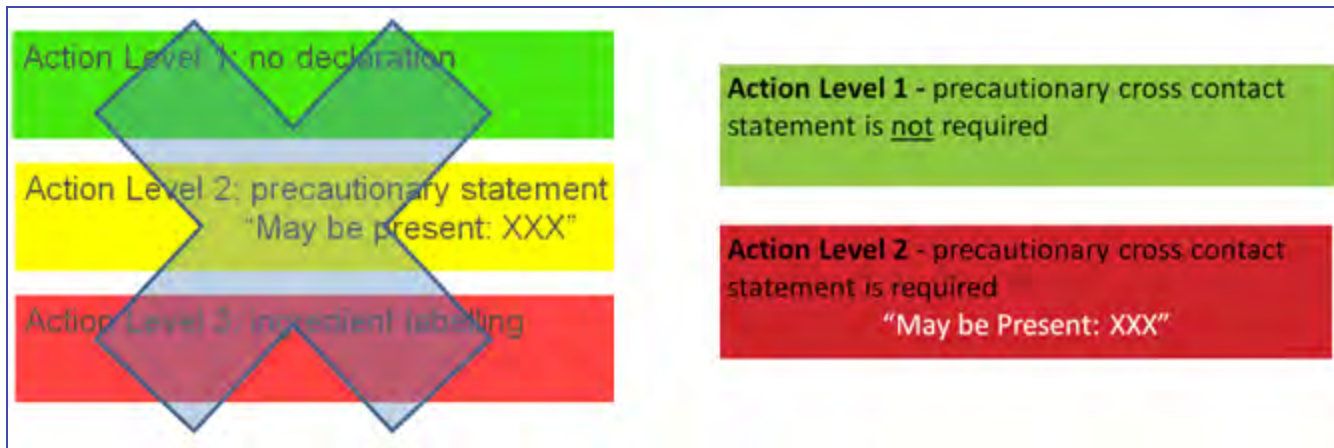 Action Level 1: no declaration
Action Level 2: precautionary statement
“May be present: XXX”
Action Level 3: ingredient labelling
Action Level 1 - precautionary cross contact
statement is not required
Action Level 2 - precautionary cross contact
statement is required
“May be Present: XXX”